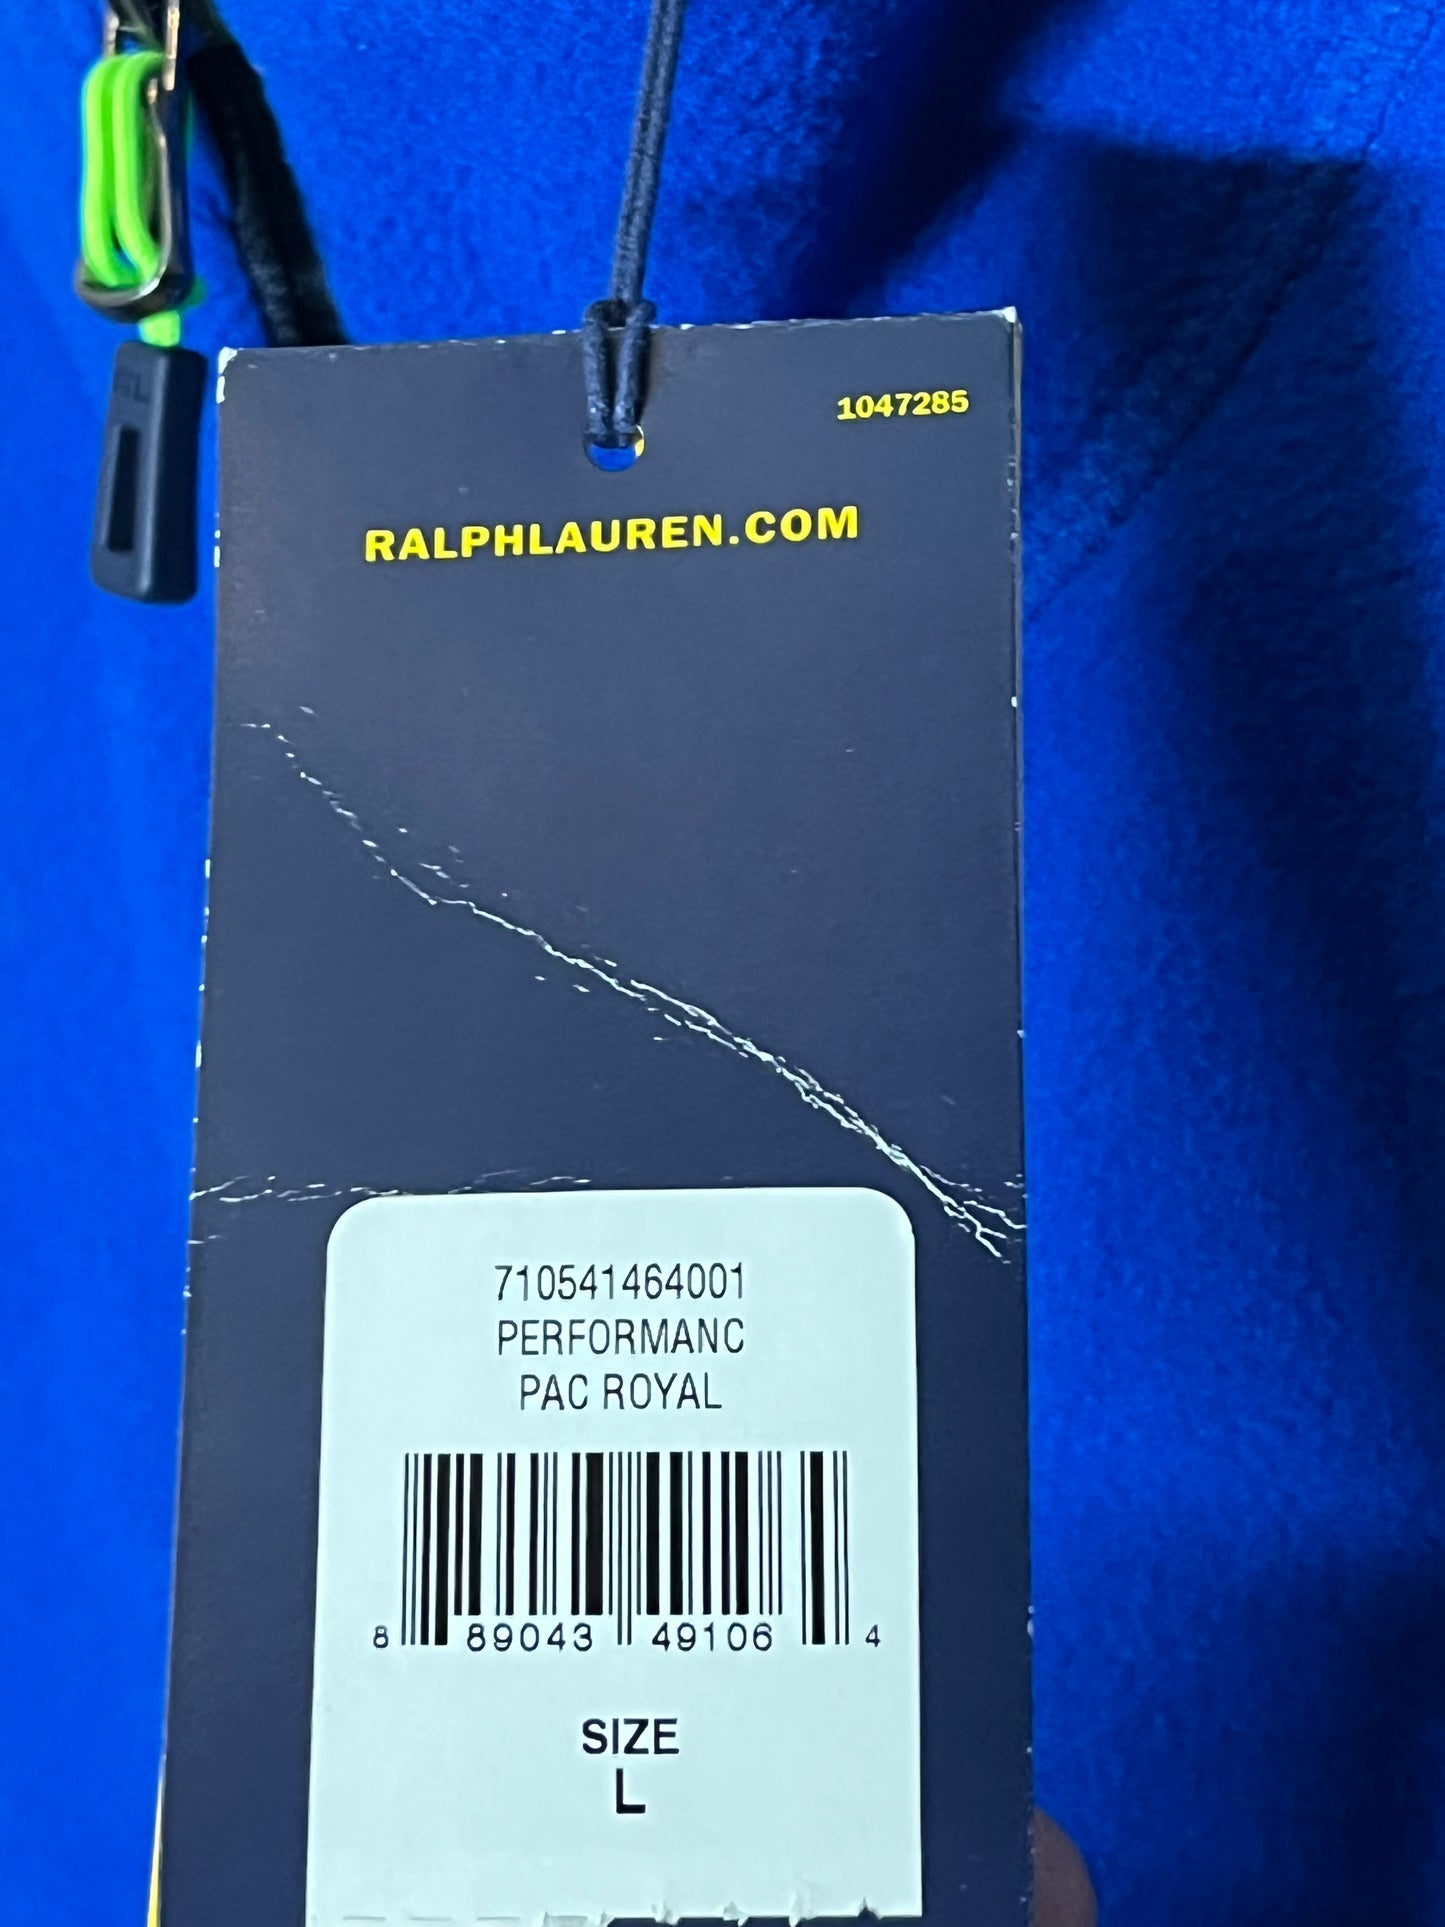 1047285
RALPHLAUREN.COM
710541464001
PERFORMANC
PAC ROYAL
8 89043 49106 4
SIZE
L